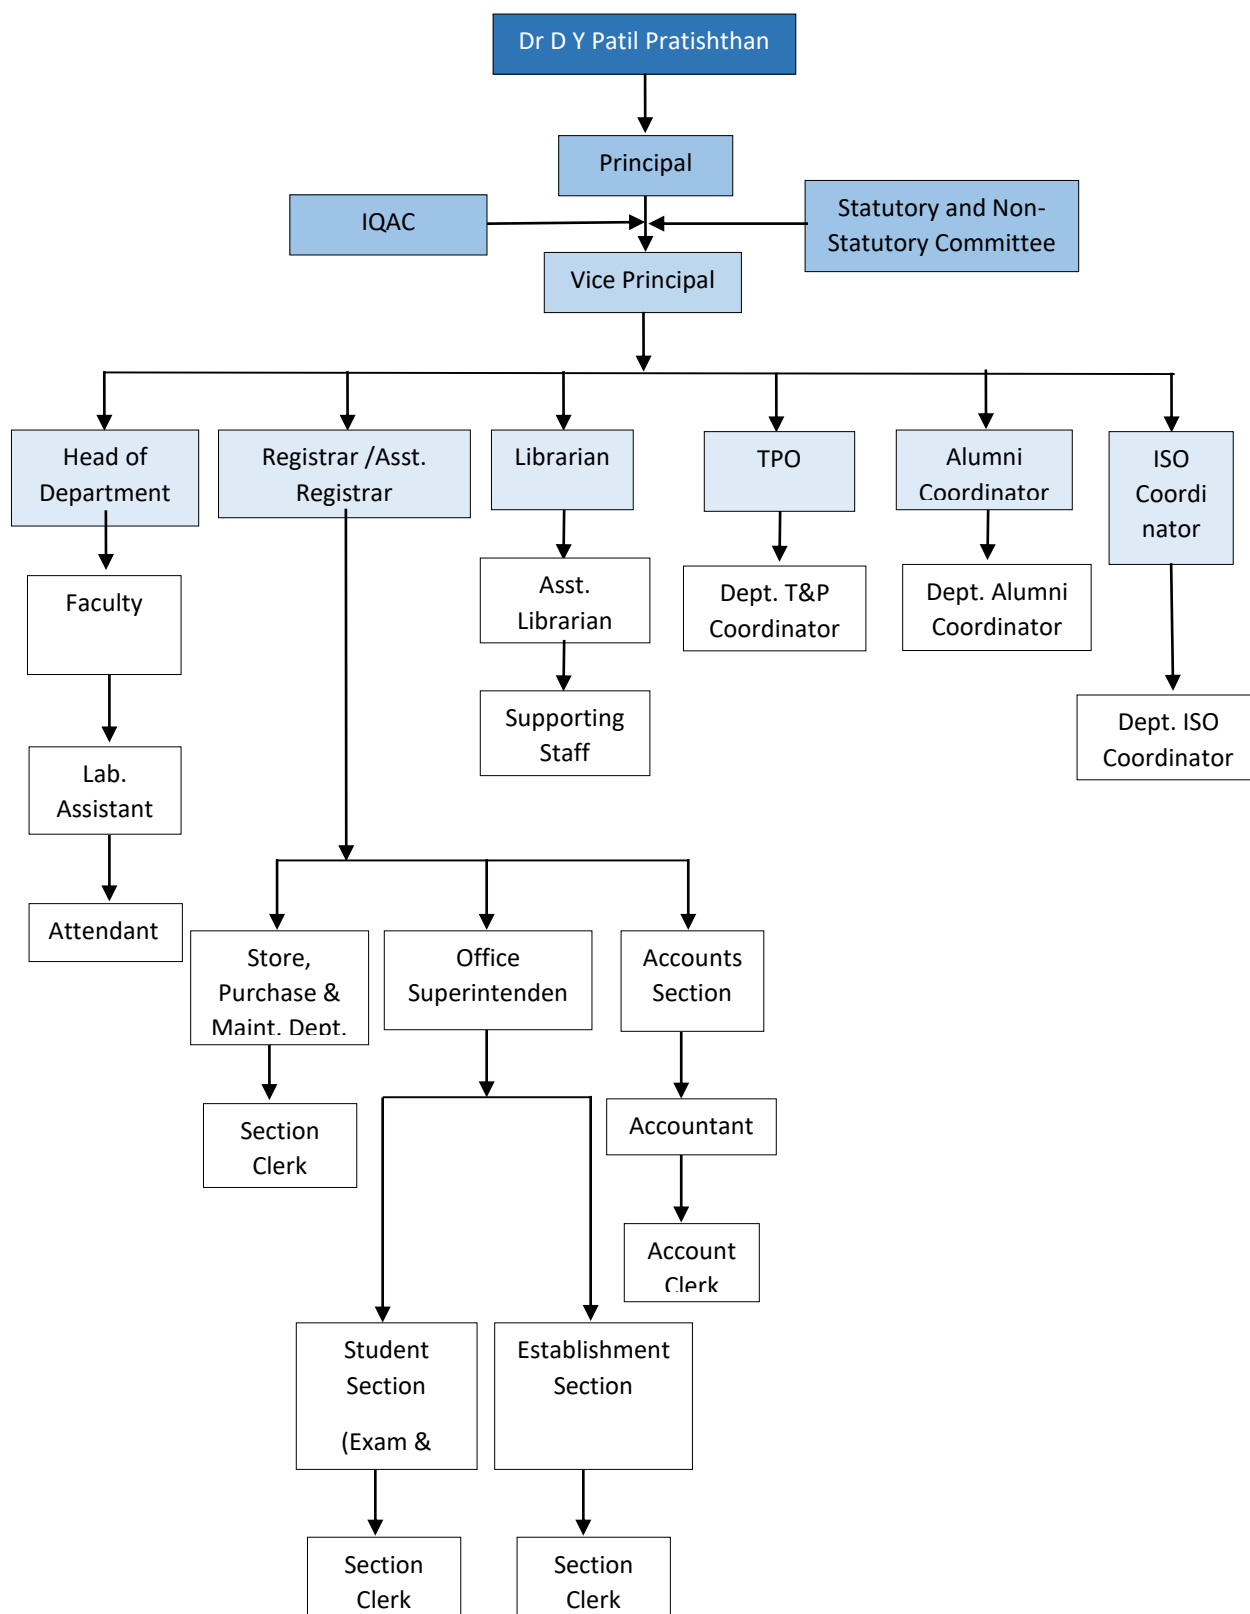 Dr D Y Patil Pratishthan
Principal
IQAC
Statutory and Non-
Statutory Committee
Vice Principal
Head of
Department
Registrar /Asst.
Registrar
Librarian
TPO
Alumni
Coordinator
ISO
Coordi
nator
Faculty
Asst.
Librarian
Dept. T&P
Coordinator
Dept. Alumni
Coordinator
Supporting
Staff
Dept. ISO
Coordinator
Lab.
Assistant
Attendant
Store,
Purchase &
Maint. Dept.
Office
Superintenden
Accounts
Section
Section
Clerk
Accountant
Account
Clerk
Student
Section
(Exam &
Establishment
Section
Section
Clerk
Section
Clerk